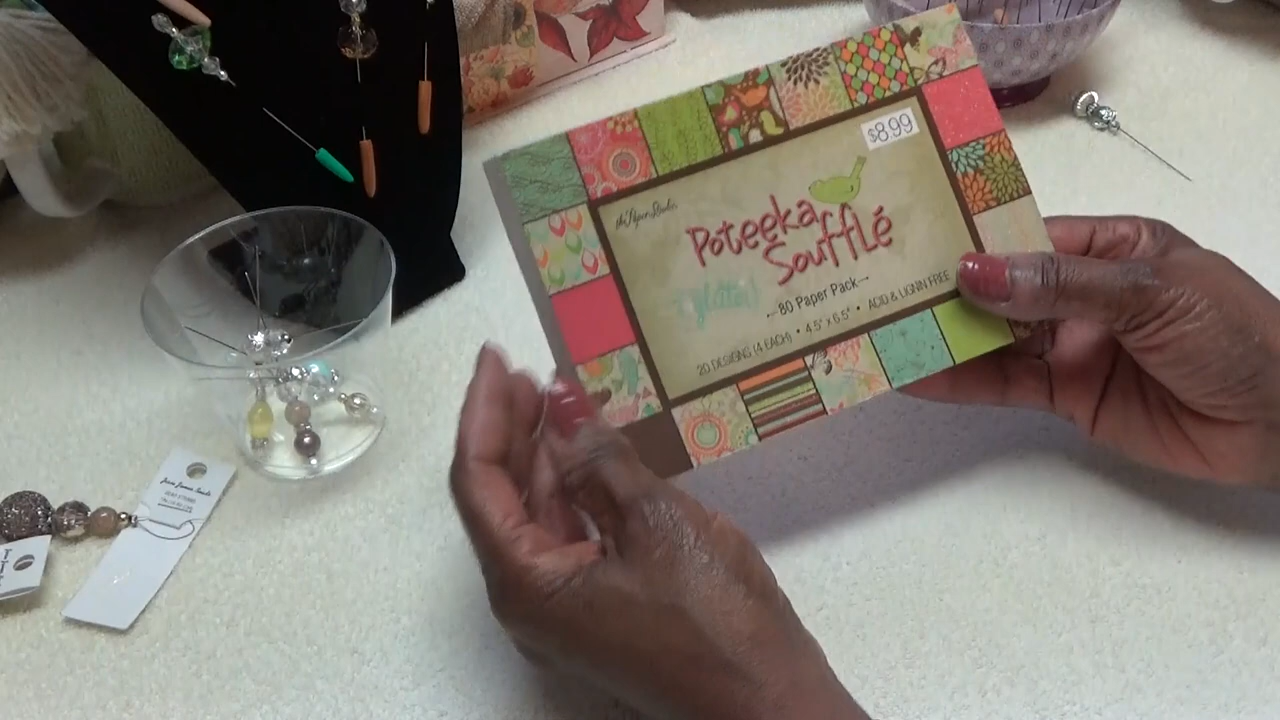 the Paper Studio
$8.99
Poteeka
Soufflé
glitter
80 Paper Pack
20 DESIGNS (4 EACH) • 4.5" x 6.5" • ACID & LIGNIN FREE